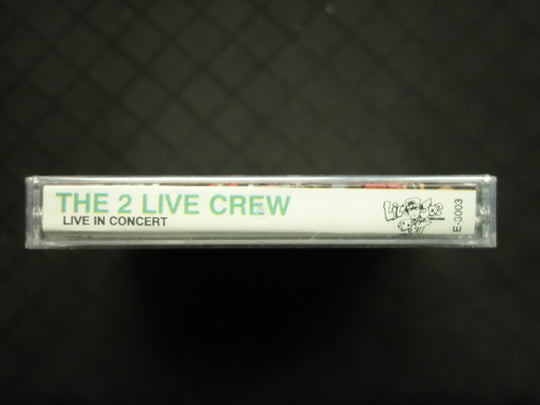 THE 2 LIVE CREW
LIVE IN CONCERT
E-3003